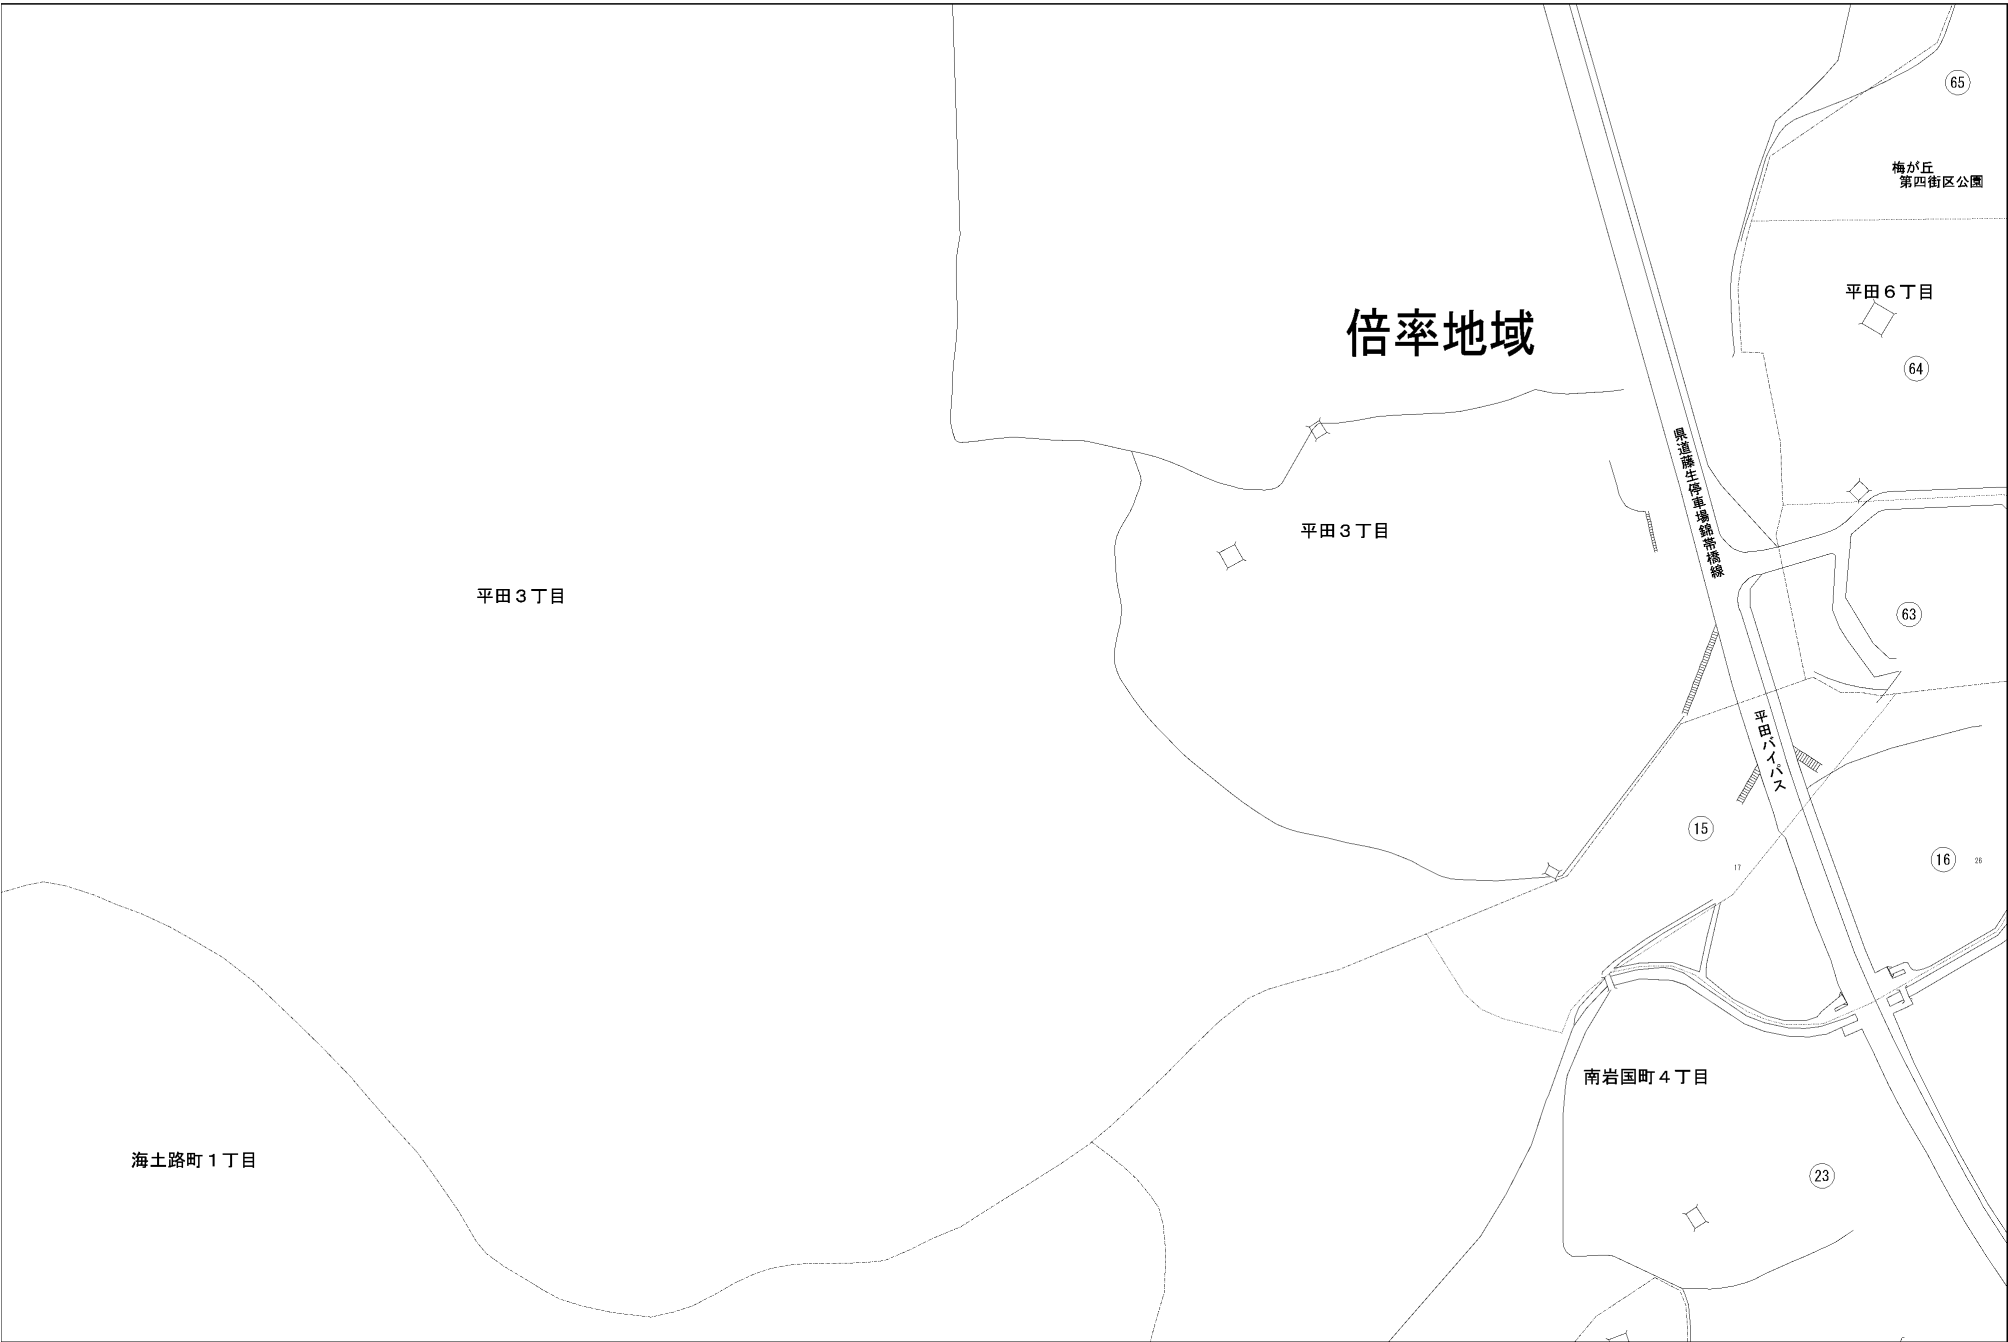 65
梅が丘
第四街区公園
平田６丁目
倍率地域
64
県道藤生停車場錦帯橋線
平田３丁目
平田３丁目
63
平田バイパス
15
17
16
26
南岩国町４丁目
海土路町１丁目
23